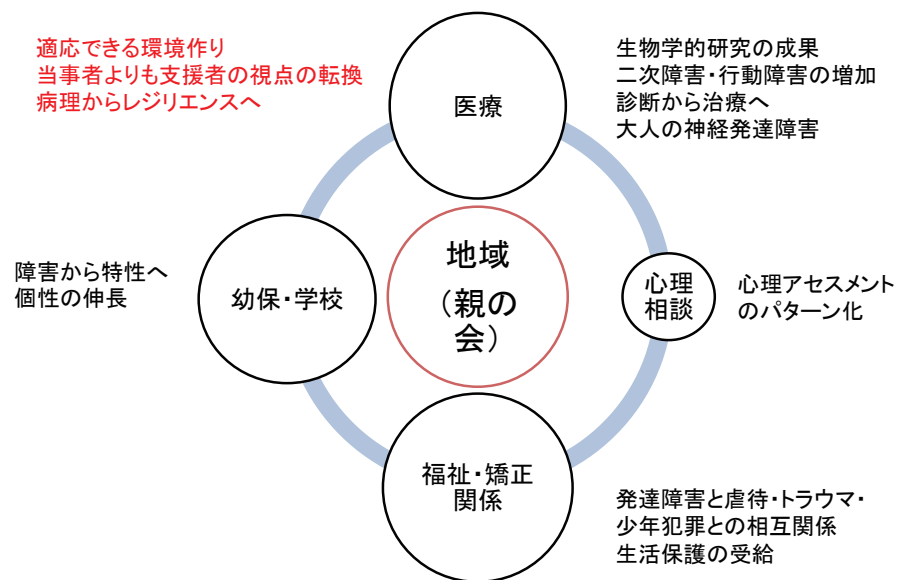 適応できる環境作り
当事者よりも支援者の視点の転換
病理からレジリエンスへ
医療
生物学的研究の成果
二次障害・行動障害の増加
診断から治療へ
大人の神経発達障害
障害から特性へ
個性の伸長
幼保・学校
地域
（親の
会）
心理
相談
心理アセスメント
のパターン化
福祉・矯正
関係
発達障害と虐待・トラウマ・
少年犯罪との相互関係
生活保護の受給